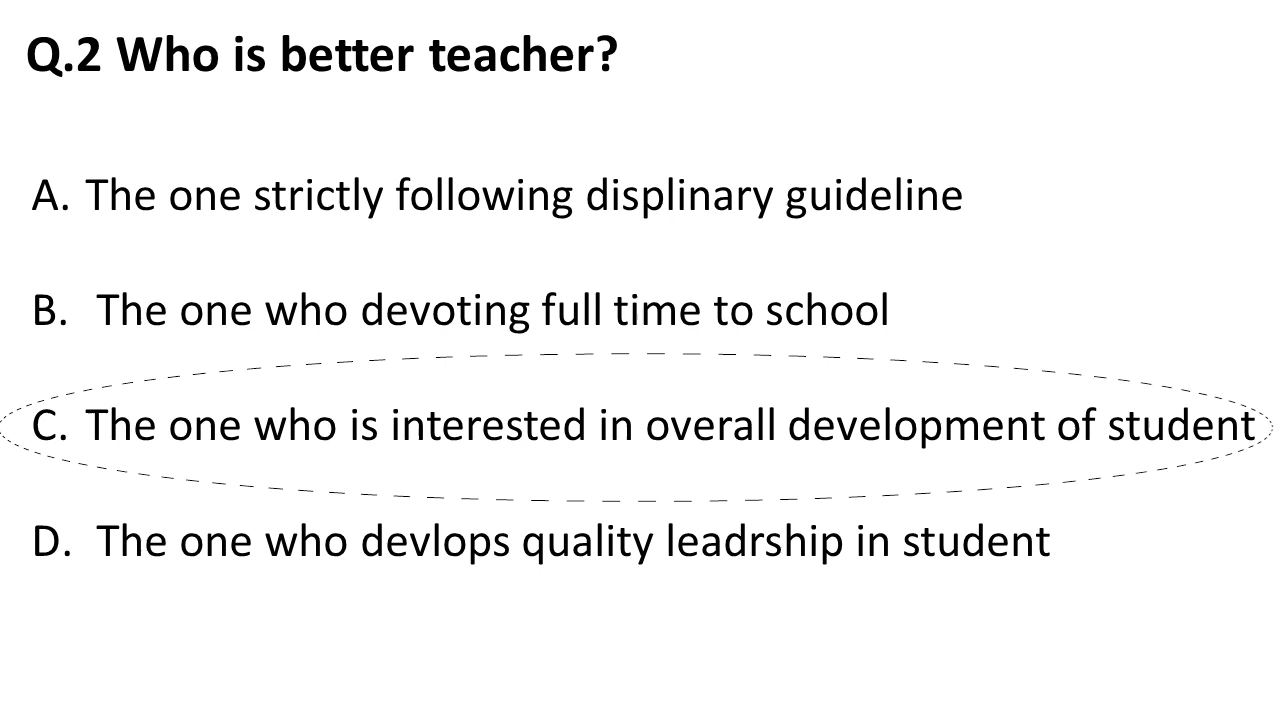 Q.2 Who is better teacher?
A. The one strictly following displinary guideline
B. The one who devoting full time to school
C. The one who is interested in overall development of student
D. The one who devlops quality leadrship in student